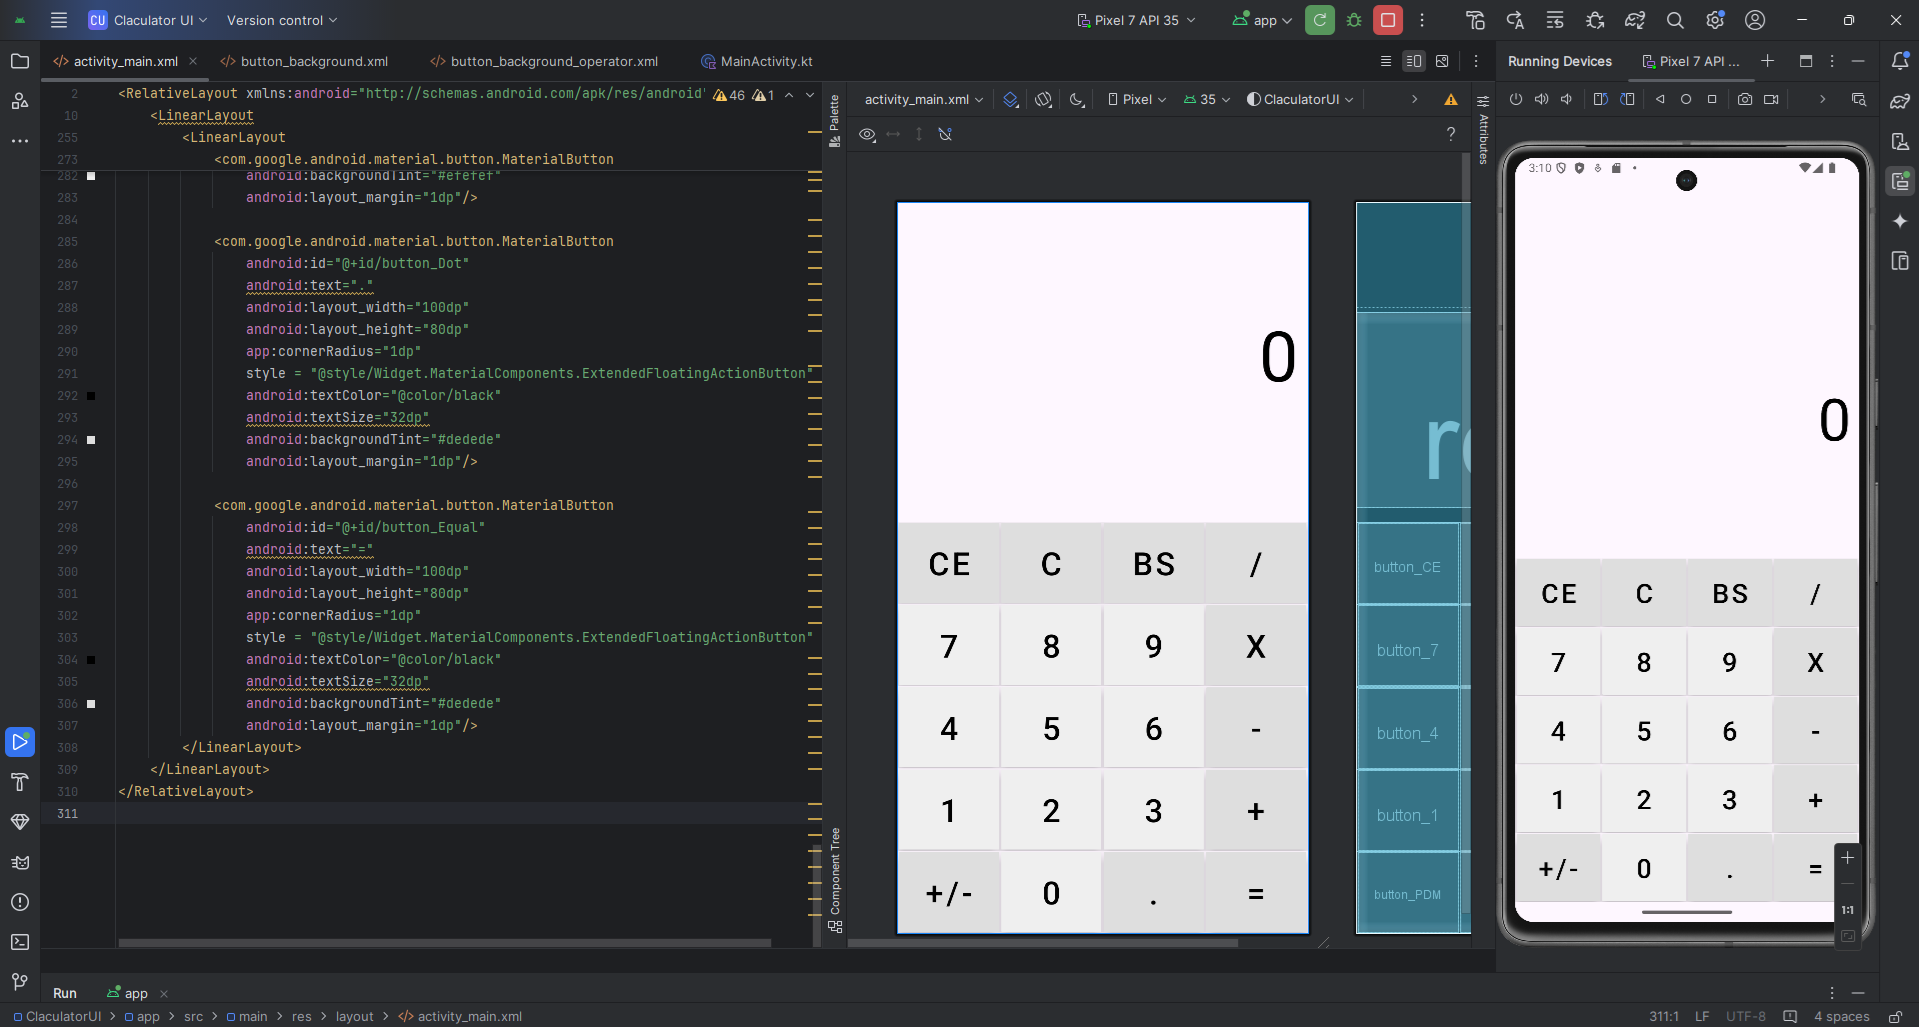 CU Claculator UI Version control Pixel 7 API 35 app
activity_main.xml button_background.xml button_background_operator.xml MainActivity.kt Running Devices Pixel 7 API ...
2 <RelativeLayout xmlns:android="http://schemas.android.com/apk/res/android" 46 1
10 <LinearLayout
255 <LinearLayout
273 <com.google.android.material.button.MaterialButton
282 android:backgroundTint="#efefef"
283 android:layout_margin="1dp"/>
284
285 <com.google.android.material.button.MaterialButton
286 android:id="@+id/button_Dot"
287 android:text="."
288 android:layout_width="100dp"
289 android:layout_height="80dp"
290 app:cornerRadius="1dp"
291 style = "@style/Widget.MaterialComponents.ExtendedFloatingActionButton"
292 android:textColor="@color/black"
293 android:textSize="32dp"
294 android:backgroundTint="#dedede"
295 android:layout_margin="1dp"/>
296
297 <com.google.android.material.button.MaterialButton
298 android:id="@+id/button_Equal"
299 android:text="="
300 android:layout_width="100dp"
301 android:layout_height="80dp"
302 app:cornerRadius="1dp"
303 style = "@style/Widget.MaterialComponents.ExtendedFloatingActionButton"
304 android:textColor="@color/black"
305 android:textSize="32dp"
306 android:backgroundTint="#dedede"
307 android:layout_margin="1dp"/>
308 </LinearLayout>
309 </LinearLayout>
310 </RelativeLayout>
311
Palette
Component Tree
activity_main.xml Pixel 35 ClaculatorUI
?
Attributes
0
CE C BS /
7 8 9 X
4 5 6 -
1 2 3 +
+/- 0 . =
button_CE
button_7
button_4
button_1
button_PDM
3:10
0
CE C BS /
7 8 9 X
4 5 6 -
1 2 3 +
+/- 0 . =
1:1
Run app
ClaculatorUI > app > src > main > res > layout > activity_main.xml 311:1 LF UTF-8 4 spaces